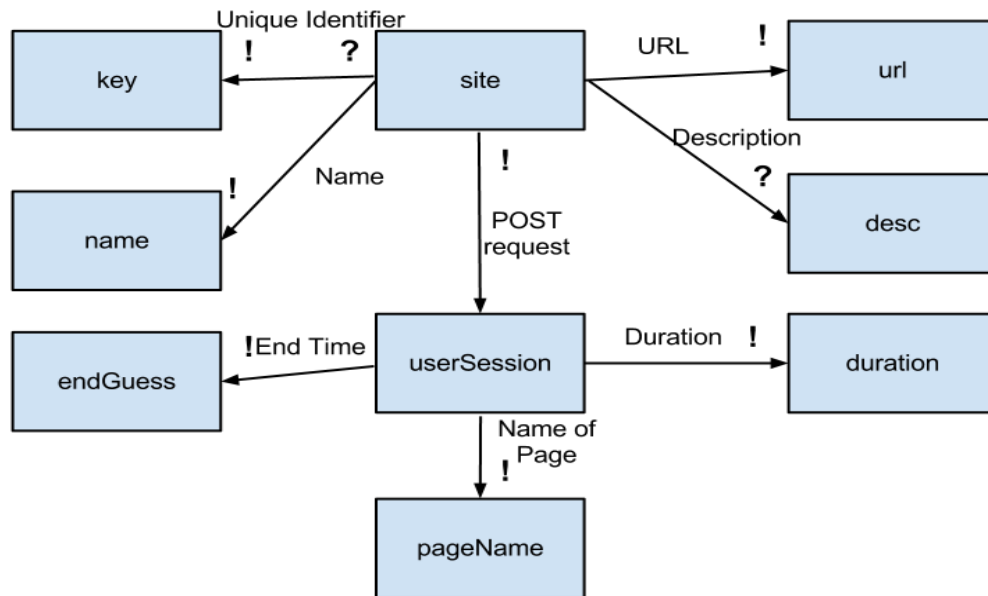 Unique Identifier
! ?
key
site
URL
!
url
Description
?
desc
Name
!
name
!
POST
request
!End Time
endGuess
userSession
Duration !
duration
Name of
Page
!
pageName